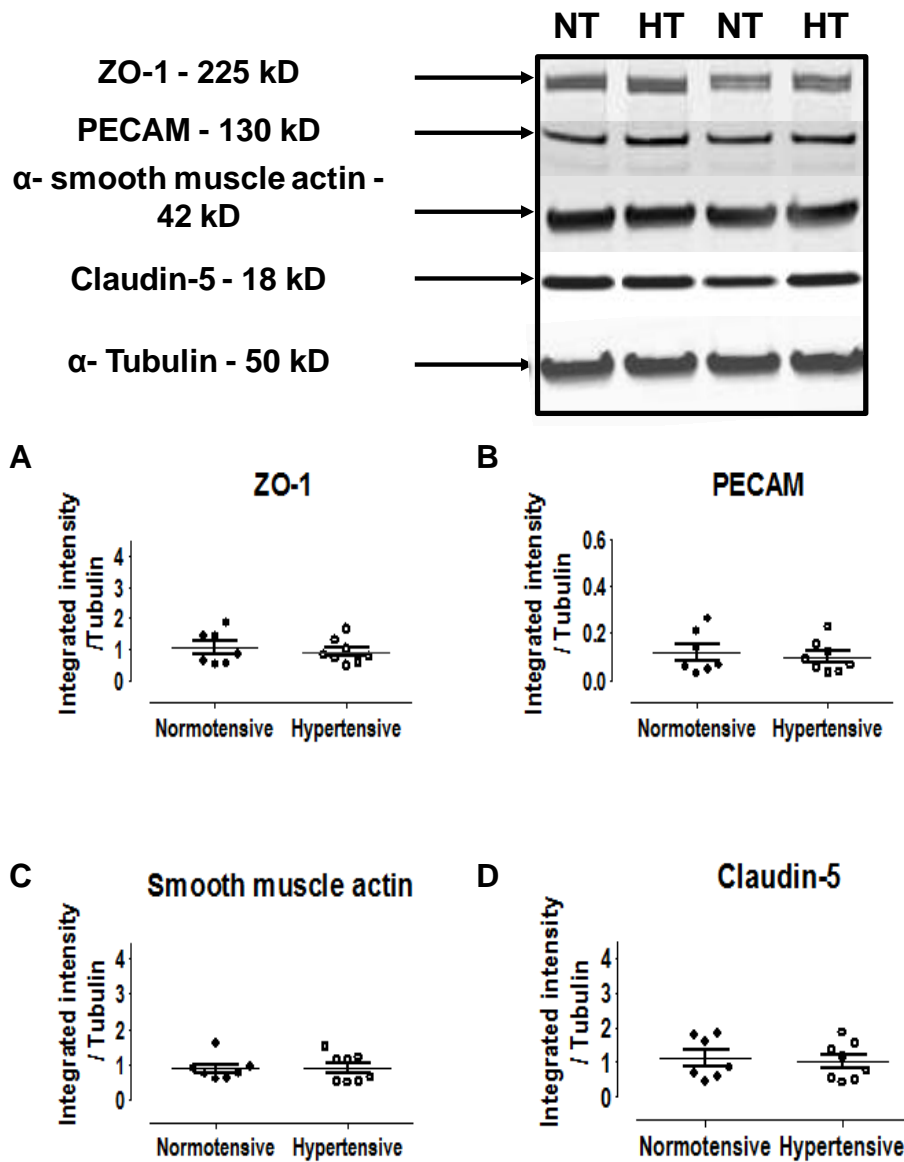 NT HT NT HT
ZO-1 - 225 kD
PECAM - 130 kD
α- smooth muscle actin -
42 kD
Claudin-5 - 18 kD
α- Tubulin - 50 kD
A
ZO-1
Integrated intensity
/Tubulin
4
3
2
1
0
Normotensive Hypertensive
B
PECAM
Integrated intensity
/ Tubulin
0.6
0.4
0.2
0.0
Normotensive Hypertensive
C
Smooth muscle actin
Integrated intensity
/ Tubulin
4
3
2
1
0
Normotensive Hypertensive
D
Claudin-5
Integrated intensity
/ Tubulin
4
3
2
1
0
Normotensive Hypertensive